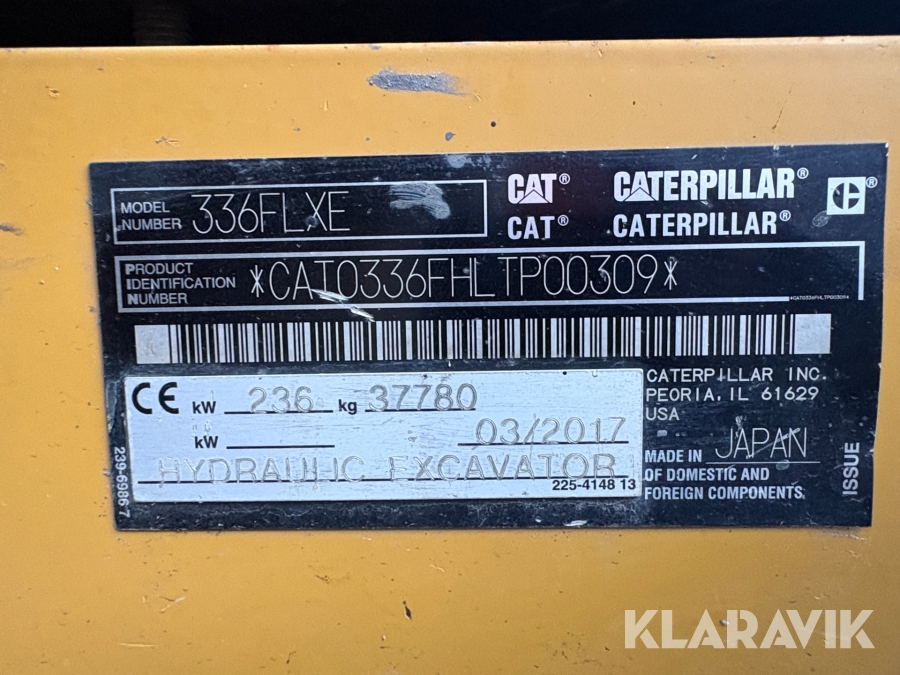 MODEL NUMBER 336FLXE
CAT® CATERPILLAR®
CAT® CATERPILLAR®
PRODUCT IDENTIFICATION NUMBER *CAT0336FHLTP00309*
*CAT0336FHLTP00309*
CE kW 236 kg 37780
kW 03/2017
HYDRAULIC EXCAVATOR
225-4148 13
239-6986 7
CATERPILLAR INC.
PEORIA, IL 61629
USA
MADE IN JAPAN
OF DOMESTIC AND
FOREIGN COMPONENTS.
ISSUE
KLARAVIK